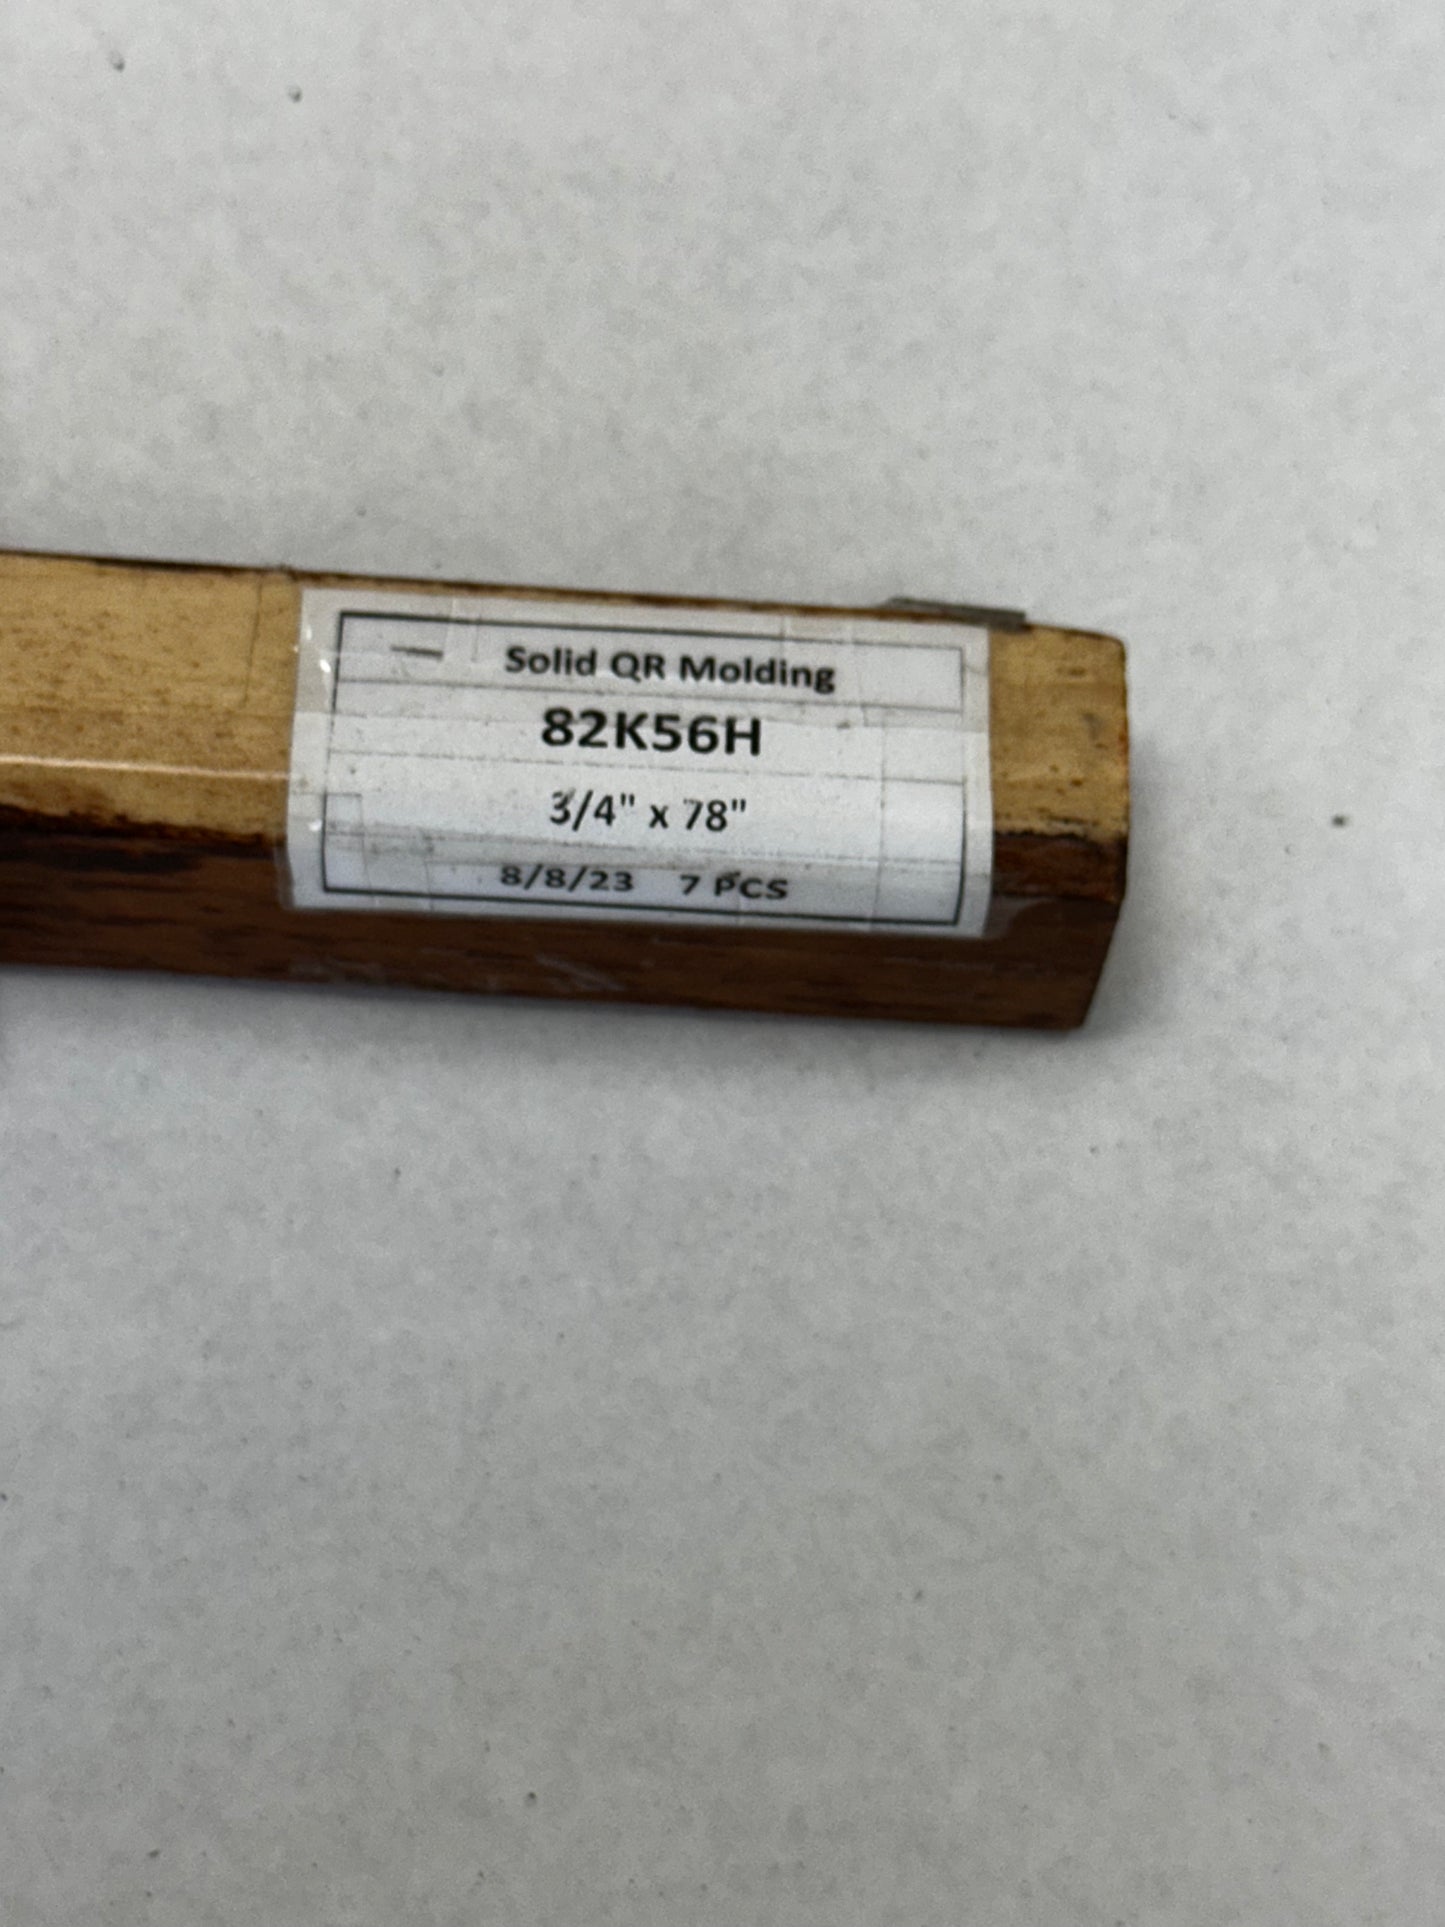 Solid QR Molding
82K56H
3/4" x 78"
8/8/23 7 PCS